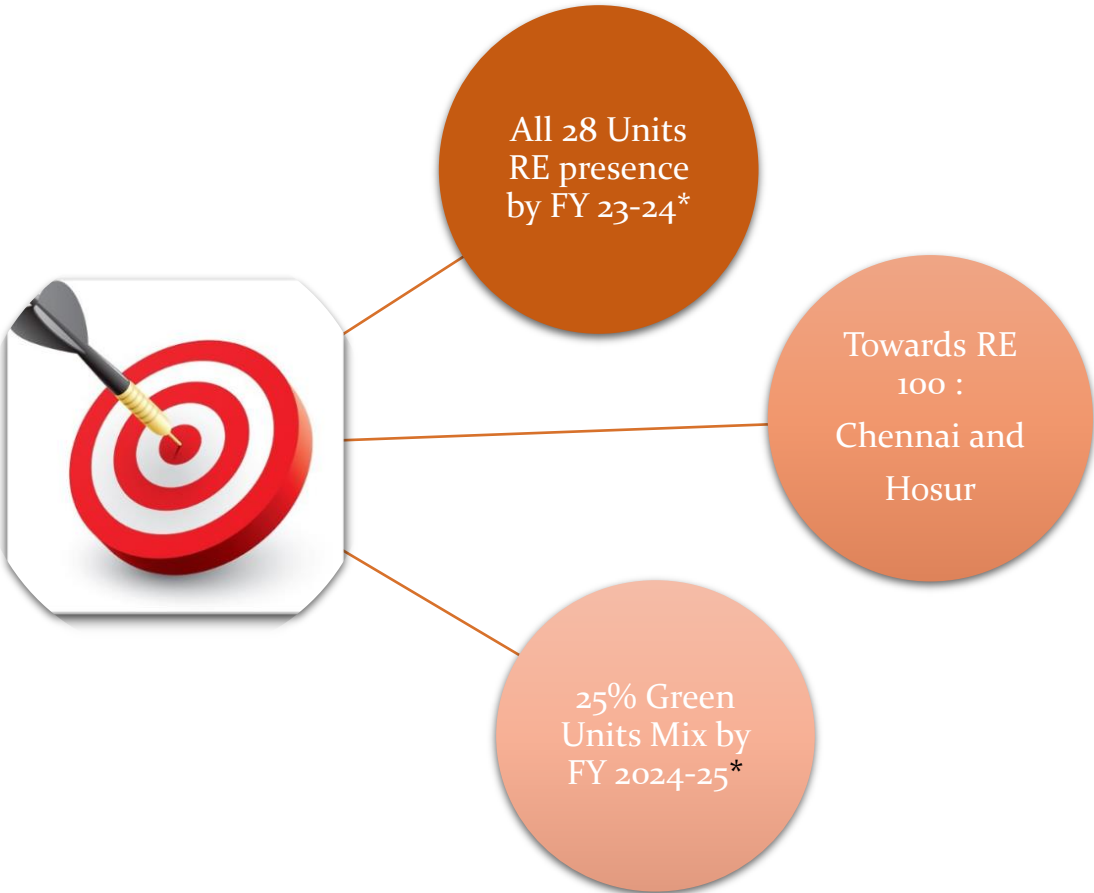 All 28 Units
RE presence
by FY 23-24*
Towards RE
100 :
Chennai and
Hosur
25% Green
Units Mix by
FY 2024-25*